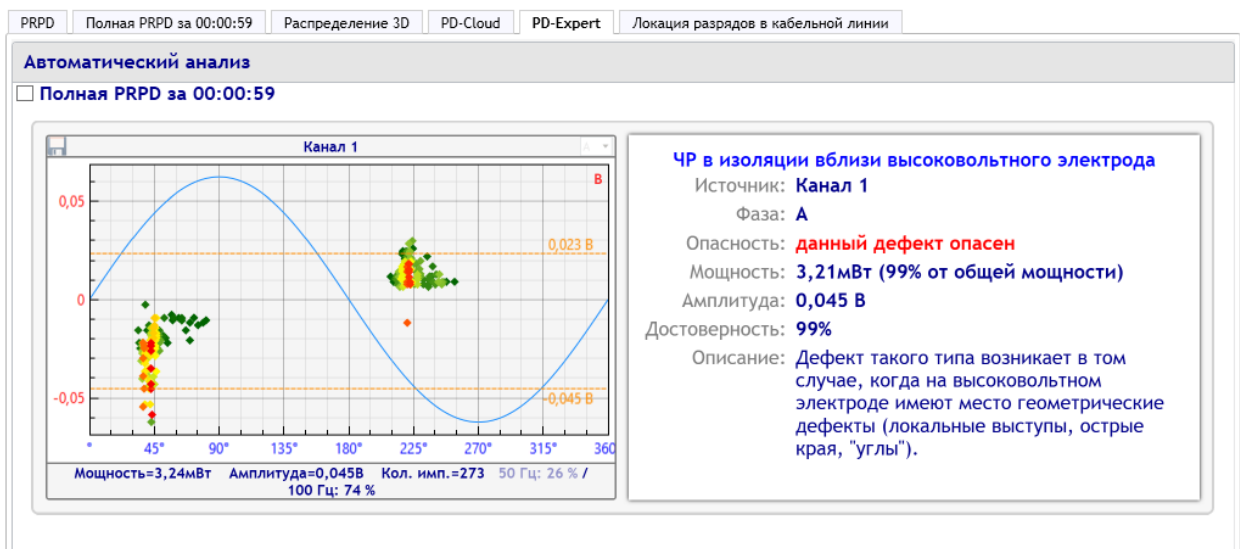 PRPD Полная PRPD за 00:00:59 Распределение 3D PD-Cloud PD-Expert Локация разрядов в кабельной линии
Автоматический анализ
Полная PRPD за 00:00:59
Канал 1
A
В
0,05
0,023 В
0
-0,05
-0,045 В
° 45° 90° 135° 180° 225° 270° 315° 360
Мощность=3,24мВт Амплитуда=0,045В Кол. имп.=273 50 Гц: 26 % /
100 Гц: 74 %
ЧР в изоляции вблизи высоковольтного электрода
Источник: Канал 1
Фаза: А
Опасность: данный дефект опасен
Мощность: 3,21мВт (99% от общей мощности)
Амплитуда: 0,045 В
Достоверность: 99%
Описание: Дефект такого типа возникает в том
случае, когда на высоковольтном
электроде имеют место геометрические
дефекты (локальные выступы, острые
края, "углы").